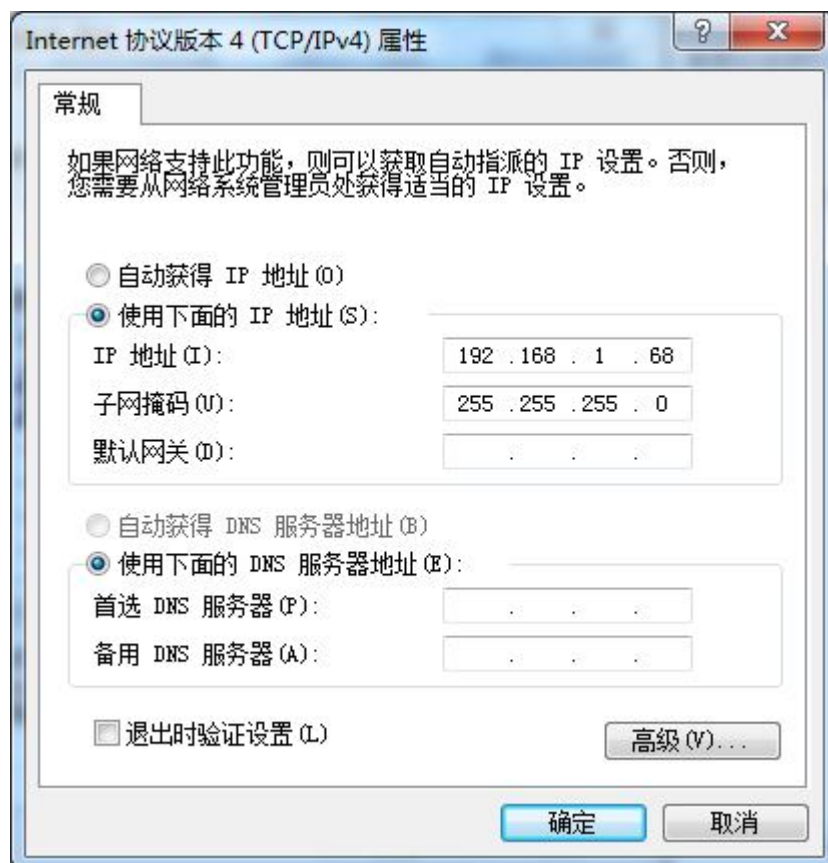 Internet 协议版本 4 (TCP/IPv4) 属性
常规
如果网络支持此功能，则可以获取自动指派的 IP 设置。否则，
您需要从网络系统管理员处获得适当的 IP 设置。
自动获得 IP 地址(O)
使用下面的 IP 地址(S):
IP 地址(I): 192 .168 . 1 . 68
子网掩码(U): 255 .255 .255 . 0
默认网关(D): . . .
自动获得 DNS 服务器地址(B)
使用下面的 DNS 服务器地址(E):
首选 DNS 服务器(P): . . .
备用 DNS 服务器(A): . . .
退出时验证设置(L)
高级(V)...
确定 取消